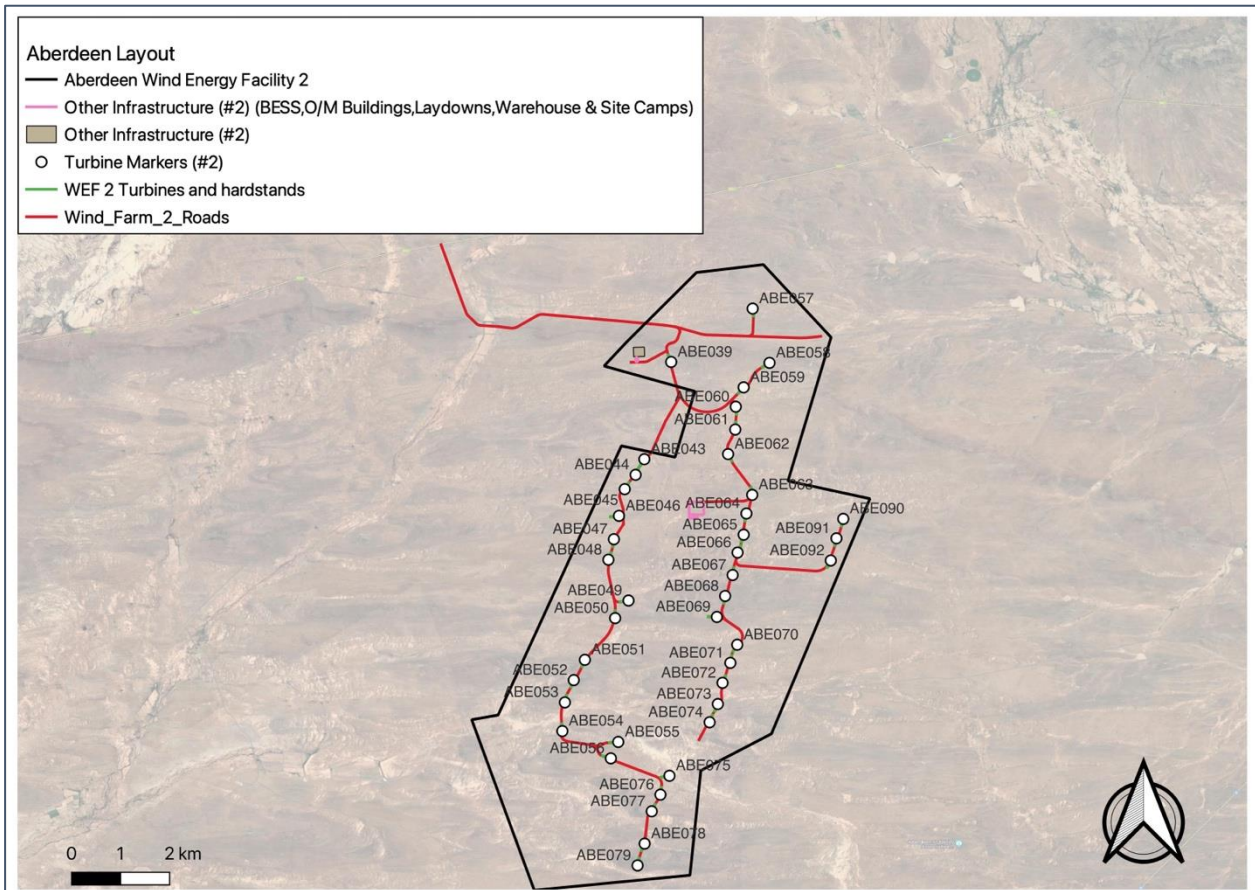 Aberdeen Layout
Aberdeen Wind Energy Facility 2
Other Infrastructure (#2) (BESS,O/M Buildings,Laydowns,Warehouse & Site Camps)
Other Infrastructure (#2)
Turbine Markers (#2)
WEF 2 Turbines and hardstands
Wind_Farm_2_Roads
ABE057
ABE039
ABE058
ABE059
ABE060
ABE061
ABE062
ABE043
ABE044
ABE063
ABE045
ABE046
ABE064
ABE090
ABE065
ABE091
ABE047
ABE066
ABE048
ABE092
ABE067
ABE068
ABE049
ABE050
ABE069
ABE070
ABE051
ABE071
ABE052
ABE072
ABE053
ABE073
ABE054
ABE074
ABE055
ABE056
ABE075
ABE076
ABE077
ABE078
ABE079
0 1 2 km